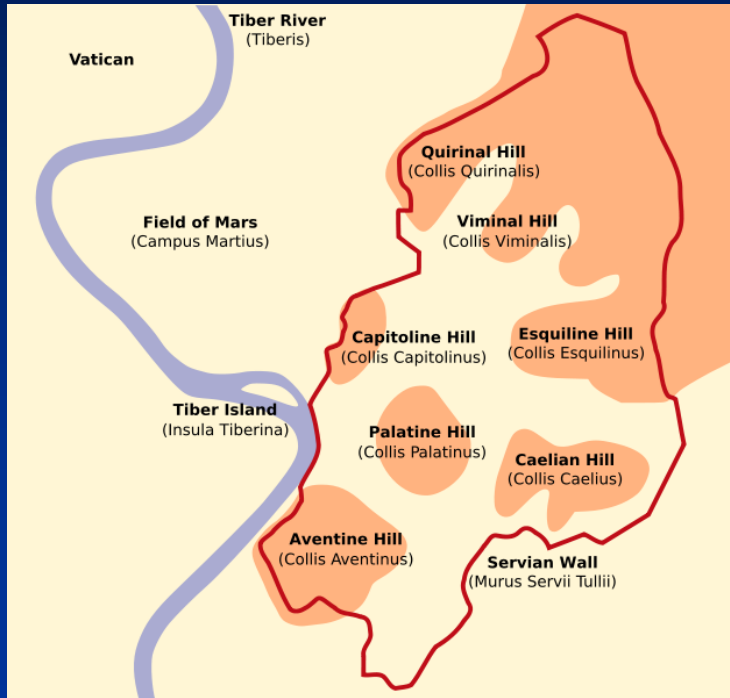 Tiber River
(Tiberis)
Vatican
Quirinal Hill
(Collis Quirinalis)
Field of Mars
(Campus Martius)
Viminal Hill
(Collis Viminalis)
Capitoline Hill
(Collis Capitolinus)
Esquiline Hill
(Collis Esquilinus)
Tiber Island
(Insula Tiberina)
Palatine Hill
(Collis Palatinus)
Caelian Hill
(Collis Caelius)
Aventine Hill
(Collis Aventinus)
Servian Wall
(Murus Servii Tullii)